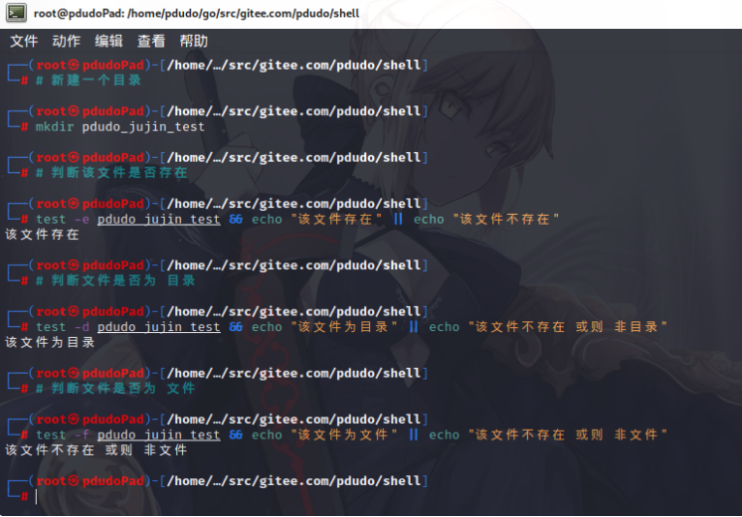 root@pdudoPad: /home/pdudo/go/src/gitee.com/pdudo/shell
文件 动作 编辑 查看 帮助
┌──(root㉿pdudoPad)-[/home/…/src/gitee.com/pdudo/shell]
└─# # 新建一个目录
┌──(root㉿pdudoPad)-[/home/…/src/gitee.com/pdudo/shell]
└─# mkdir pdudo_jujin_test
┌──(root㉿pdudoPad)-[/home/…/src/gitee.com/pdudo/shell]
└─# # 判断该文件是否存在
┌──(root㉿pdudoPad)-[/home/…/src/gitee.com/pdudo/shell]
└─# test -e pdudo_jujin_test && echo "该文件存在" || echo "该文件不存在"
该文件存在
┌──(root㉿pdudoPad)-[/home/…/src/gitee.com/pdudo/shell]
└─# # 判断文件是否为 目录
┌──(root㉿pdudoPad)-[/home/…/src/gitee.com/pdudo/shell]
└─# test -d pdudo_jujin_test && echo "该文件为目录" || echo "该文件不存在 或则 非目录"
该文件为目录
┌──(root㉿pdudoPad)-[/home/…/src/gitee.com/pdudo/shell]
└─# # 判断文件是否为 文件
┌──(root㉿pdudoPad)-[/home/…/src/gitee.com/pdudo/shell]
└─# test -f pdudo_jujin_test && echo "该文件为文件" || echo "该文件不存在 或则 非文件"
该文件不存在 或则 非文件
┌──(root㉿pdudoPad)-[/home/…/src/gitee.com/pdudo/shell]
└─#